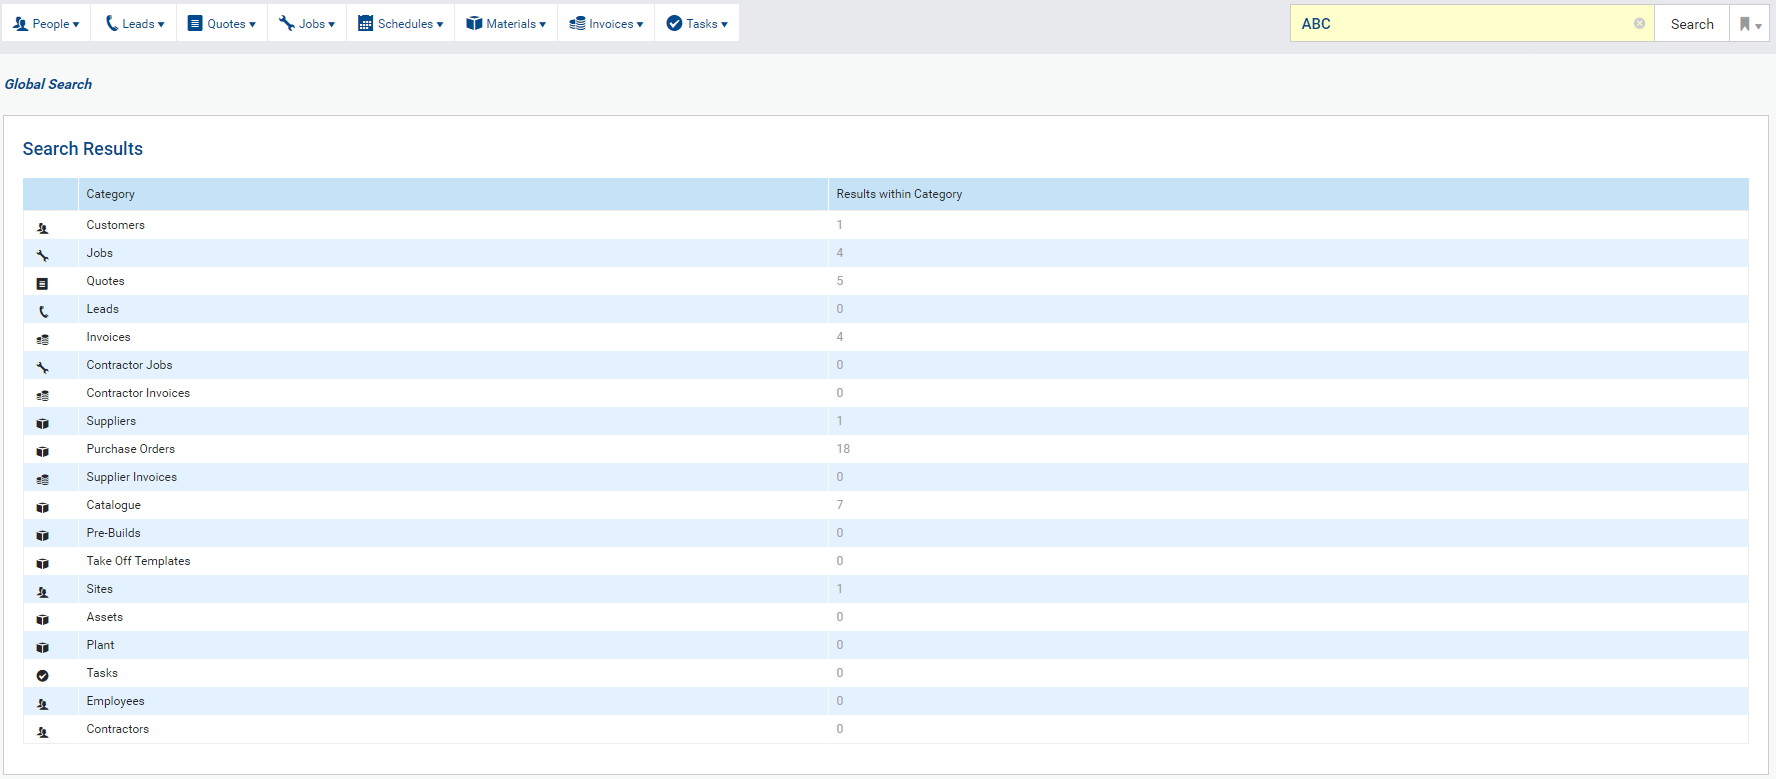 People Leads Quotes Jobs Schedules Materials Invoices Tasks ABC Search
Global Search
Search Results
Category Results within Category
Customers 1
Jobs 4
Quotes 5
Leads 0
Invoices 4
Contractor Jobs 0
Contractor Invoices 0
Suppliers 1
Purchase Orders 18
Supplier Invoices 0
Catalogue 7
Pre-Builds 0
Take Off Templates 0
Sites 1
Assets 0
Plant 0
Tasks 0
Employees 0
Contractors 0